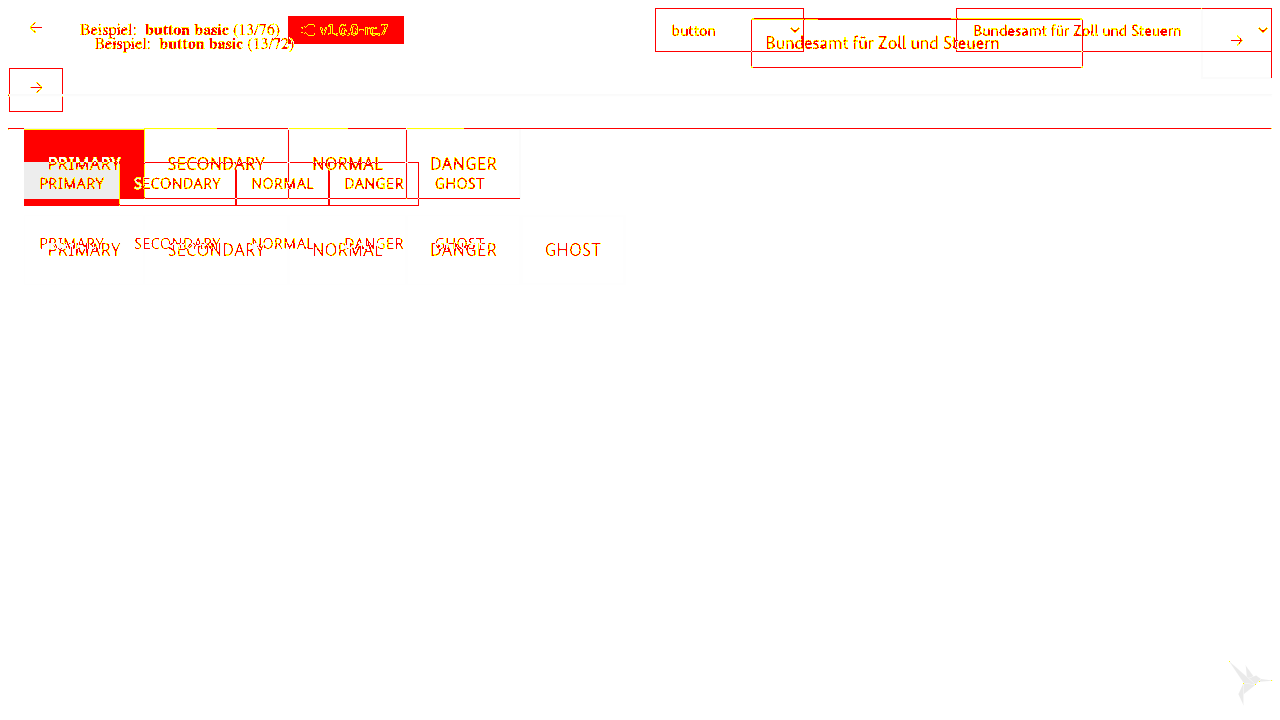 Beispiel: button basic (13/76)
v1.6.0-rc.7
button
Bundesamt für Zoll und Steuern
Beispiel: button basic (13/72)
Bundesamt für Zoll und Steuern
PRIMARY SECONDARY NORMAL DANGER
PRIMARY SECONDARY NORMAL DANGER GHOST
PRIMARY SECONDARY NORMAL DANGER GHOST
PRIMARY SECONDARY NORMAL DANGER GHOST